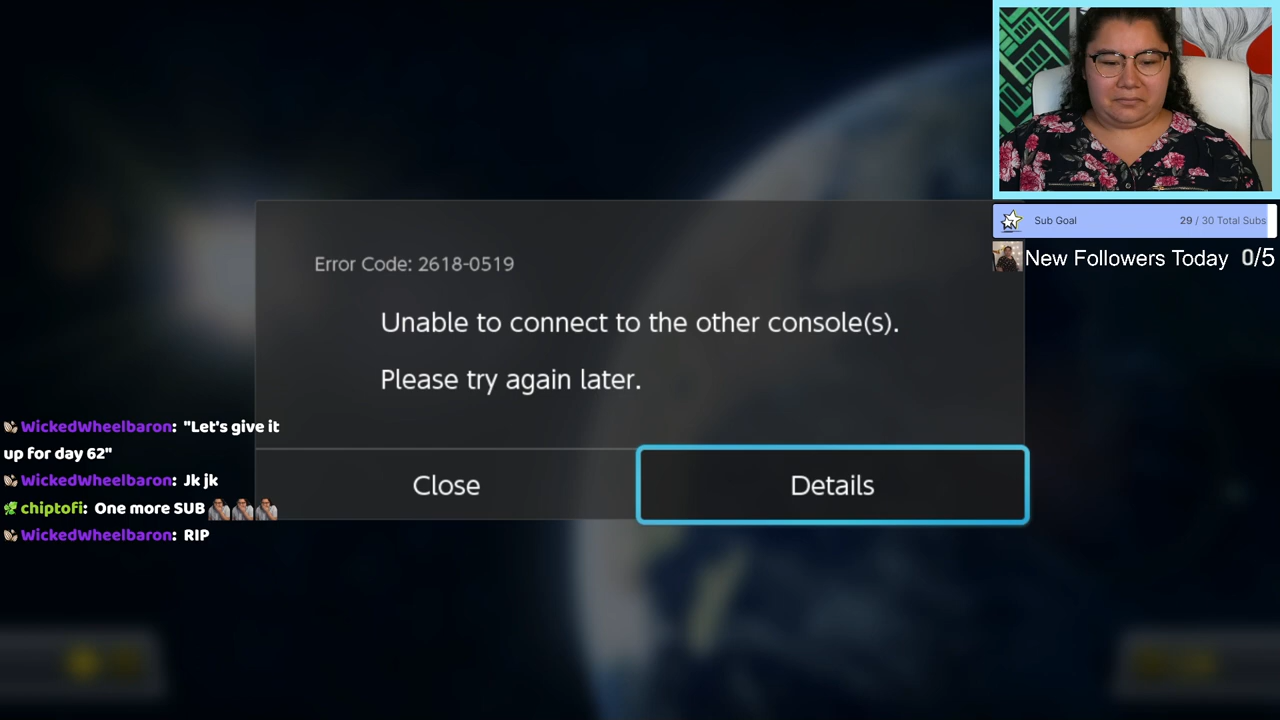 Error Code: 2618-0519
Unable to connect to the other console(s).
Please try again later.
Close
Details
Sub Goal
29 / 30 Total Subs
New Followers Today 0/5
WickedWheelbaron: "Let's give it
up for day 62"
WickedWheelbaron: Jk jk
chiptofi: One more SUB
WickedWheelbaron: RIP